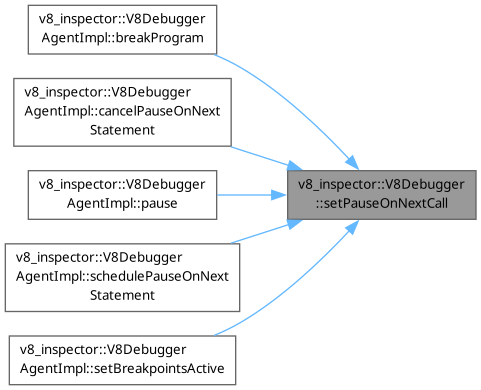 v8_inspector::V8Debugger
AgentImpl::breakProgram
v8_inspector::V8Debugger
AgentImpl::cancelPauseOnNext
Statement
v8_inspector::V8Debugger
AgentImpl::pause
v8_inspector::V8Debugger
::setPauseOnNextCall
v8_inspector::V8Debugger
AgentImpl::schedulePauseOnNext
Statement
v8_inspector::V8Debugger
AgentImpl::setBreakpointsActive